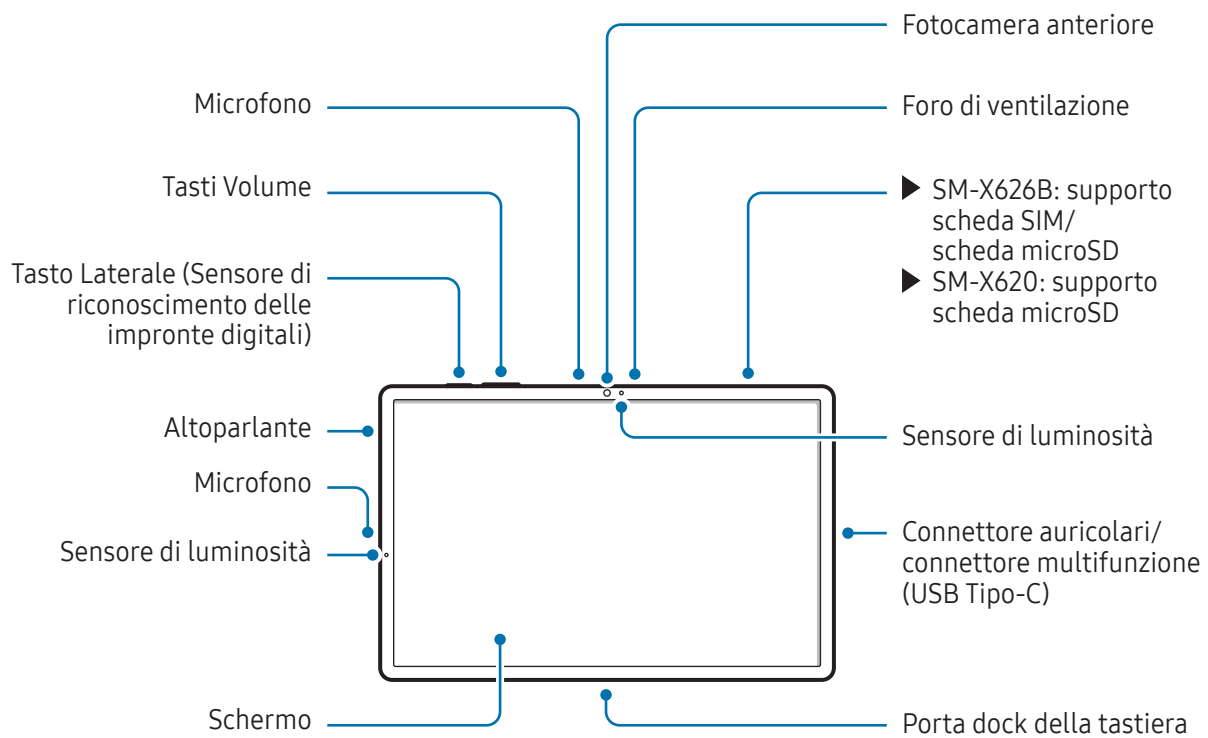 Fotocamera anteriore
Microfono
Foro di ventilazione
Tasti Volume
SM-X626B: supporto
scheda SIM/
scheda microSD
SM-X620: supporto
scheda microSD
Tasto Laterale (Sensore di
riconoscimento delle
impronte digitali)
Altoparlante
Sensore di luminosità
Microfono
Sensore di luminosità
Connettore auricolari/
connettore multifunzione
(USB Tipo-C)
Schermo
Porta dock della tastiera